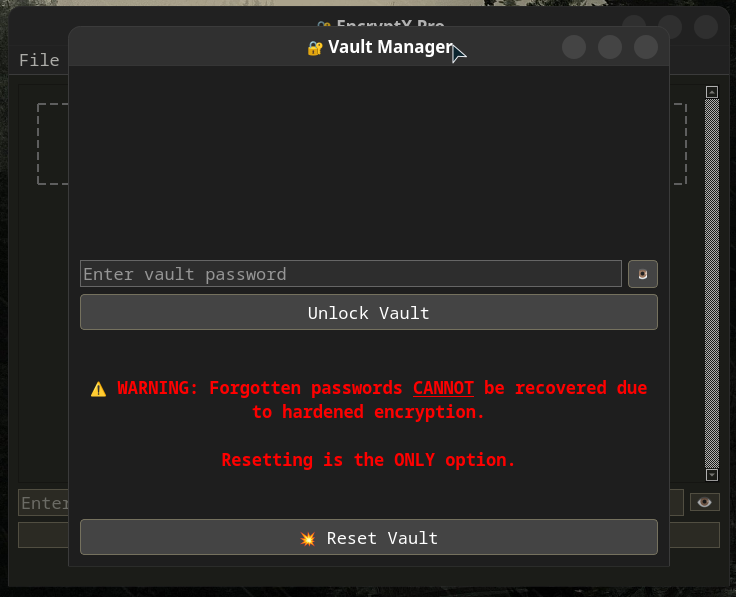 EncryptX Pro
Vault Manager
File
Enter vault password
Unlock Vault
WARNING: Forgotten passwords CANNOT be recovered due
to hardened encryption.
Resetting is the ONLY option.
Enter
Reset Vault